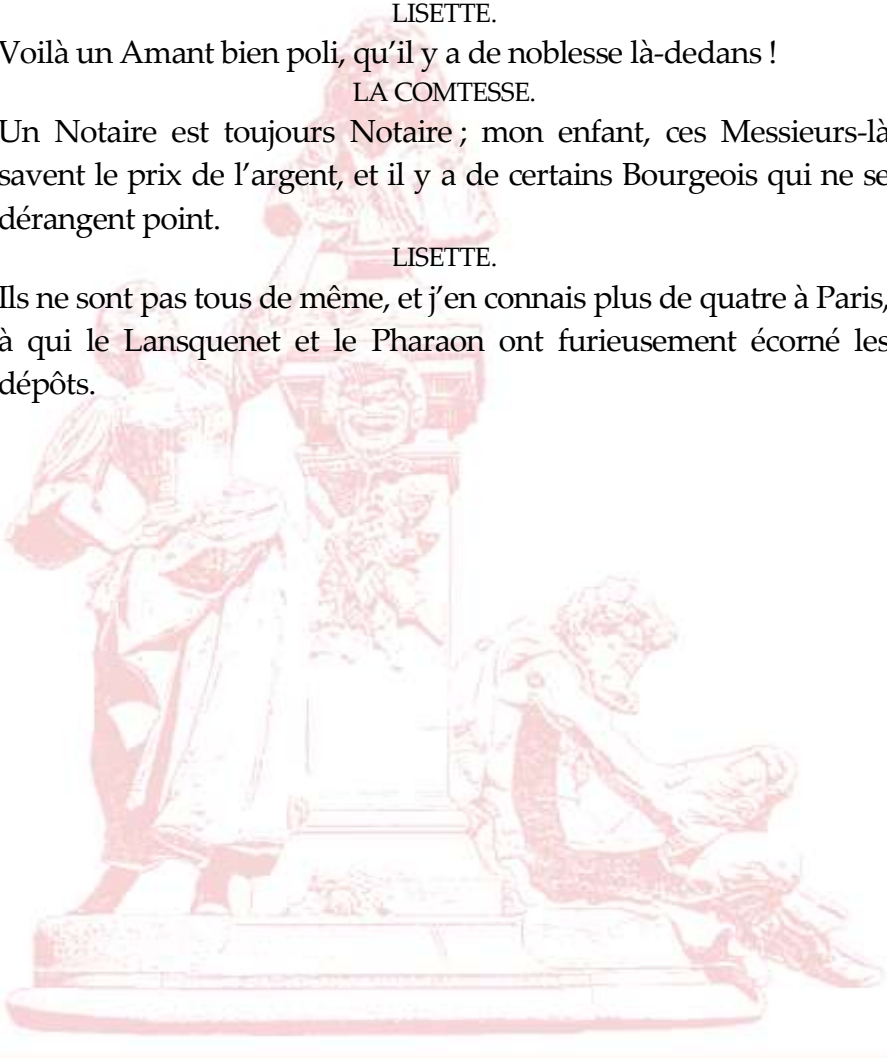 LISETTE.
Voilà un Amant bien poli, qu’il y a de noblesse là-dedans !
LA COMTESSE.
Un Notaire est toujours Notaire ; mon enfant, ces Messieurs-là
savent le prix de l’argent, et il y a de certains Bourgeois qui ne se
dérangent point.
LISETTE.
Ils ne sont pas tous de même, et j’en connais plus de quatre à Paris,
à qui le Lansquenet et le Pharaon ont furieusement écorné les
dépôts.